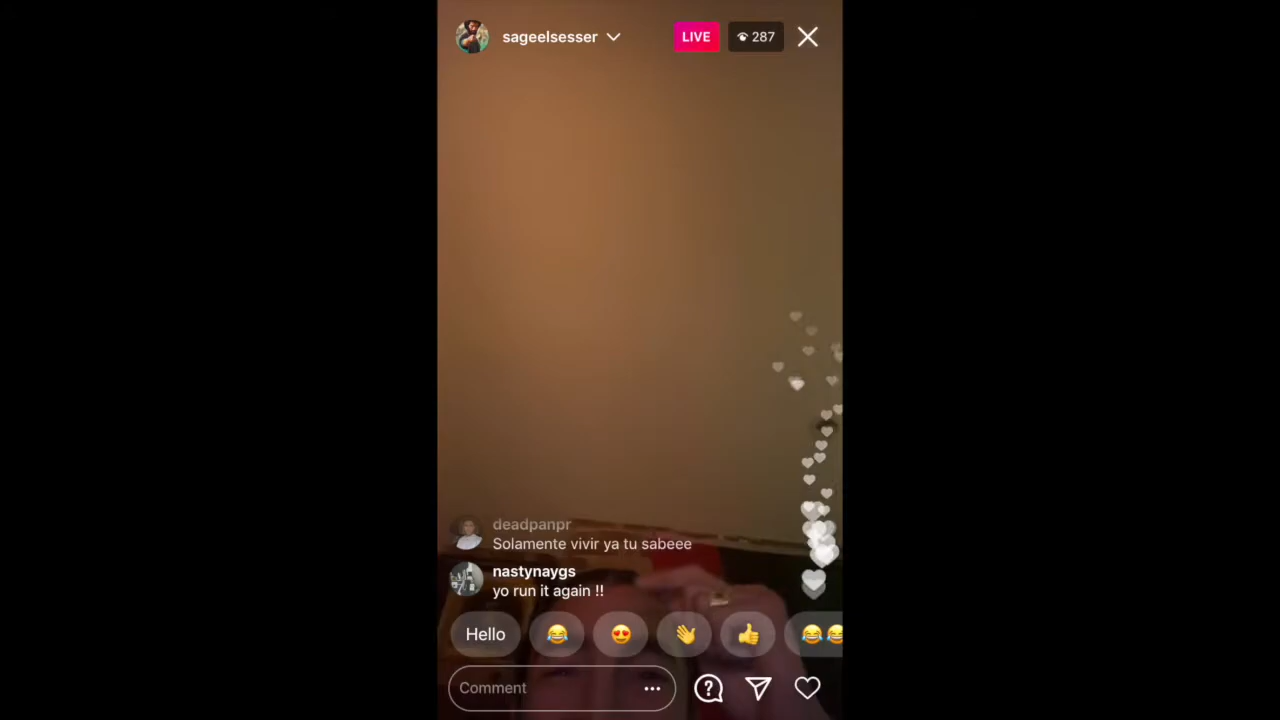 sageelsesser
LIVE
287
deadpanpr
Solamente vivir ya tu sabeee
nastynaygs
yo run it again !!
Hello
Comment